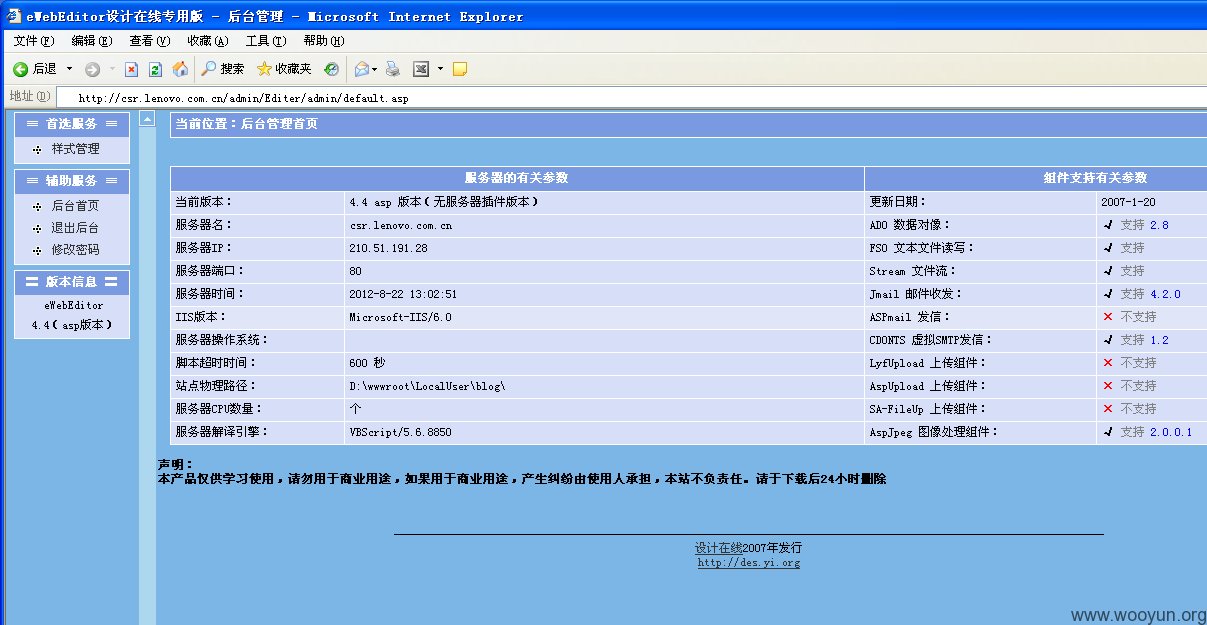 eWebEditor设计在线专用版 - 后台管理 - Microsoft Internet Explorer
文件(F) 编辑(E) 查看(V) 收藏(A) 工具(T) 帮助(H)
后退 搜索 收藏夹
地址(D) http://csr.lenovo.com.cn/admin/Editer/admin/default.asp
首选服务
样式管理
辅助服务
后台首页
退出后台
修改密码
版本信息
eWebEditor
4.4(asp版本)
当前位置:后台管理首页
服务器的有关参数 组件支持有关参数
当前版本: 4.4 asp 版本(无服务器插件版本) 更新日期: 2007-1-20
服务器名: csr.lenovo.com.cn ADO 数据对像: ✓ 支持 2.8
服务器IP: 210.51.191.28 FSO 文本文件读写: ✓ 支持
服务器端口: 80 Stream 文件流: ✓ 支持
服务器时间: 2012-8-22 13:02:51 Jmail 邮件收发: ✓ 支持 4.2.0
IIS版本: Microsoft-IIS/6.0 ASPmail 发信: × 不支持
服务器操作系统: CDONTS 虚拟SMTP发信: ✓ 支持 1.2
脚本超时时间: 600 秒 LyfUpload 上传组件: × 不支持
站点物理路径: D:\wwwroot\LocalUser\blog\ AspUpload 上传组件: × 不支持
服务器CPU数量: 个 SA-FileUp 上传组件: × 不支持
服务器解译引擎: VBScript/5.6.8850 AspJpeg 图像处理组件: ✓ 支持 2.0.0.1
声明:
本产品仅供学习使用,请勿用于商业用途,如果用于商业用途,产生纠纷由使用人承担,本站不负责任。请于下载后24小时删除
设计在线2007年发行
http://des.yi.org
www.wooyun.org